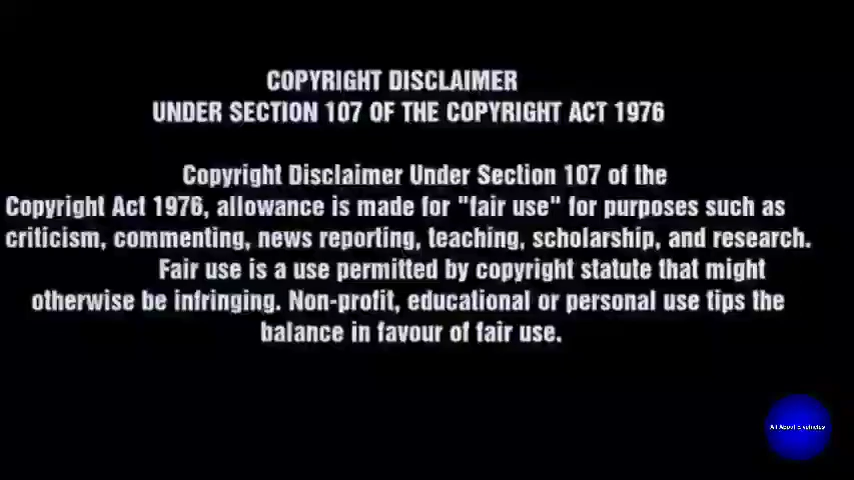 COPYRIGHT DISCLAIMER
UNDER SECTION 107 OF THE COPYRIGHT ACT 1976
Copyright Disclaimer Under Section 107 of the
Copyright Act 1976, allowance is made for "fair use" for purposes such as
criticism, commenting, news reporting, teaching, scholarship, and research.
Fair use is a use permitted by copyright statute that might
otherwise be infringing. Non-profit, educational or personal use tips the
balance in favour of fair use.
All About